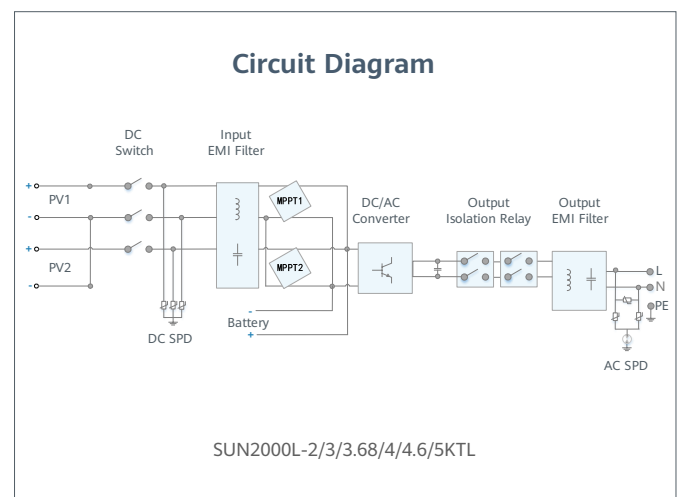 Circuit Diagram
DC
Switch
Input
EMI Filter
DC/AC
Converter
Output
Isolation Relay
Output
EMI Filter
+
PV1
-
+
PV2
-
MPPT1
MPPT2
L
N
PE
-
Battery
+
DC SPD
AC SPD
SUN2000L-2/3/3.68/4/4.6/5KTL